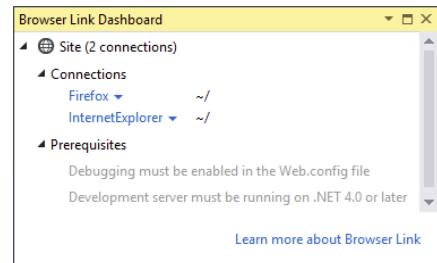 Browser Link Dashboard
Site (2 connections)
Connections
Firefox ~/
InternetExplorer ~/
Prerequisites
Debugging must be enabled in the Web.config file
Development server must be running on .NET 4.0 or later
Learn more about Browser Link